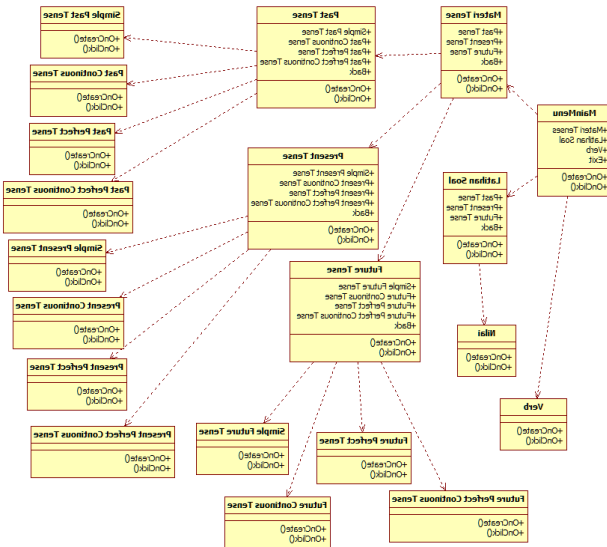 Materi Tense
+Past Tense
+Present Tense
+Future Tense
+Back
+OnCreate()
+OnClick()
Past Tense
+Simple Past Tense
+Past Continous Tense
+Past Perfect Tense
+Past Perfect Continous Tense
+Back
+OnCreate()
+OnClick()
Simple Past Tense
+OnCreate()
+OnClick()
Past Continous Tense
+OnCreate()
+OnClick()
MainMenu
+Materi Tenses
+Latihan Soal
+Verb
+Exit
+OnCreate()
+OnClick()
Past Perfect Tense
+OnCreate()
+OnClick()
Present Tense
+Simple Present Tense
+Present Continous Tense
+Present Perfect Tense
+Present Perfect Continous Tense
+Back
+OnCreate()
+OnClick()
Latihan Soal
+Past Tense
+Present Tense
+Future Tense
+Back
+OnCreate()
+OnClick()
Past Perfect Continous Tense
+OnCreate()
+OnClick()
Simple Present Tense
+OnCreate()
+OnClick()
Future Tense
+Simple Future Tense
+Future Continous Tense
+Future Perfect Tense
+Future Perfect Continous Tense
+Back
+OnCreate()
+OnClick()
Present Continous Tense
+OnCreate()
+OnClick()
Nilai
+OnCreate()
+OnClick()
Present Perfect Tense
+OnCreate()
+OnClick()
Verb
+OnCreate()
+OnClick()
Future Perfect Tense
+OnCreate()
+OnClick()
Simple Future Tense
+OnCreate()
+OnClick()
Present Perfect Continous Tense
+OnCreate()
+OnClick()
Future Perfect Continous Tense
+OnCreate()
+OnClick()
Future Continous Tense
+OnCreate()
+OnClick()